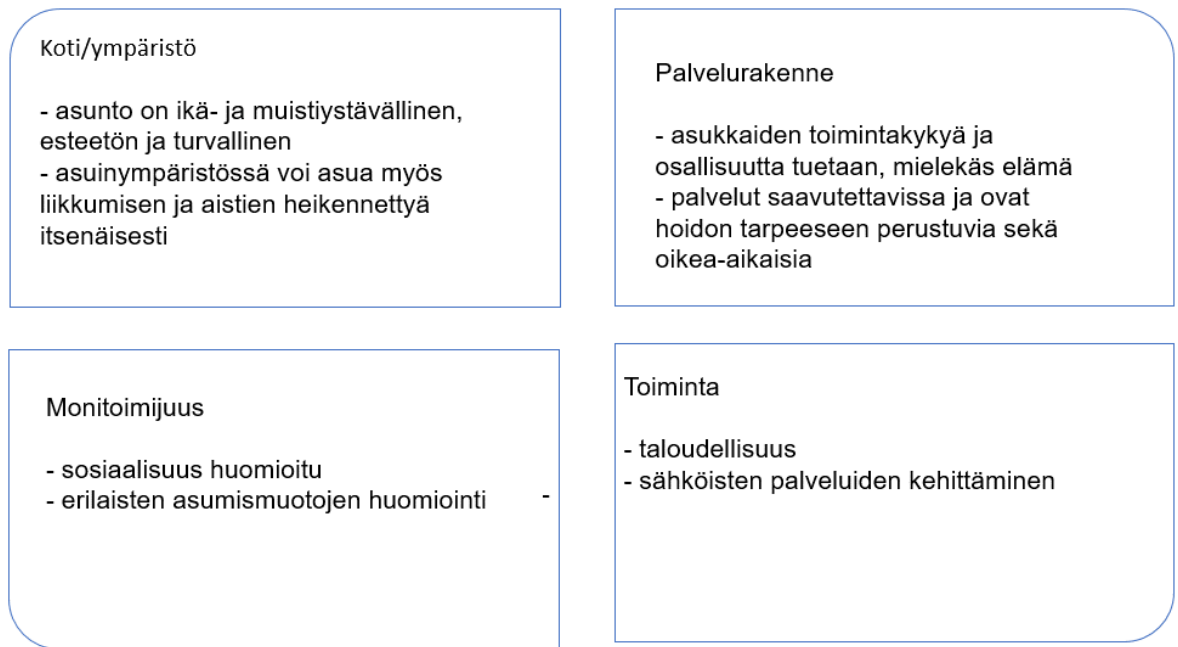 Koti/ympäristö
- asunto on ikä- ja muistiystävällinen,
esteetön ja turvallinen
- asuinympäristössä voi asua myös
liikkumisen ja aistien heikennettyä
itsenäisesti
Palvelurakenne
- asukkaiden toimintakykyä ja
osallisuutta tuetaan, mielekäs elämä
- palvelut saavutettavissa ja ovat
hoidon tarpeeseen perustuvia sekä
oikea-aikaisia
Monitoimijuus
- sosiaalisuus huomioitu
- erilaisten asumismuotojen huomiointi -
Toiminta
- taloudellisuus
- sähköisten palveluiden kehittäminen